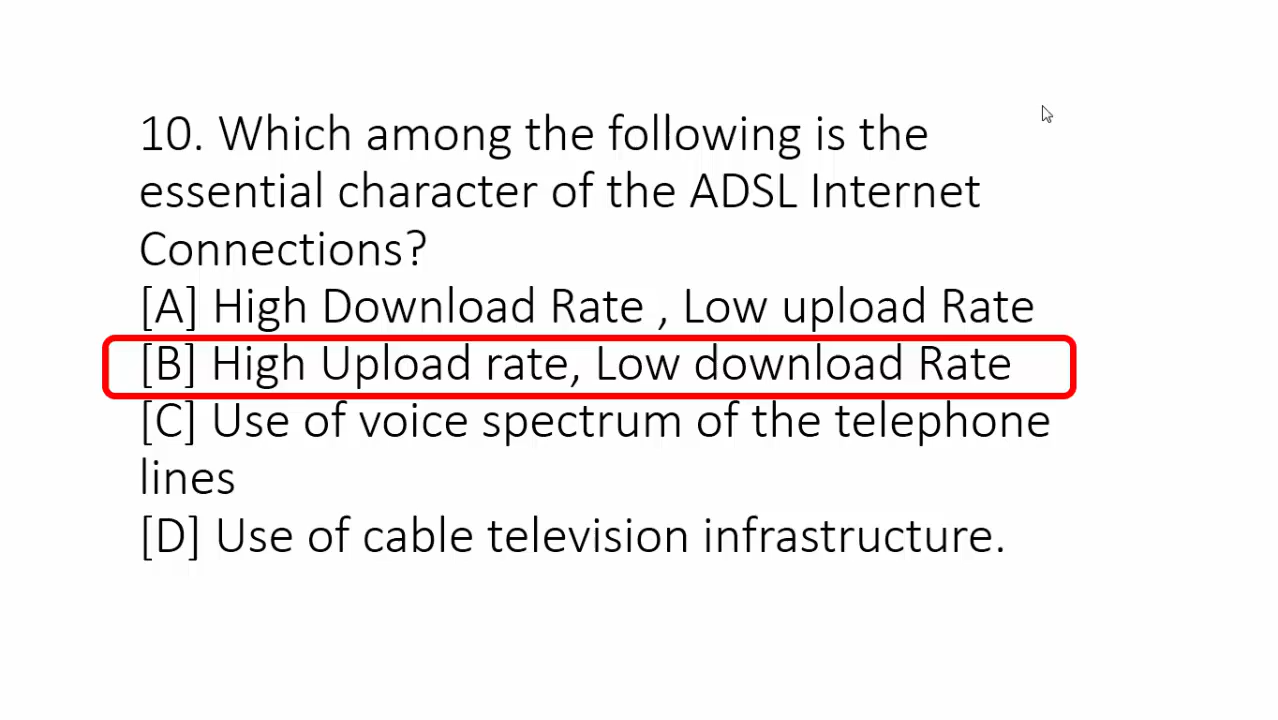 10. Which among the following is the
essential character of the ADSL Internet
Connections?
[A] High Download Rate , Low upload Rate
[B] High Upload rate, Low download Rate
[C] Use of voice spectrum of the telephone
lines
[D] Use of cable television infrastructure.